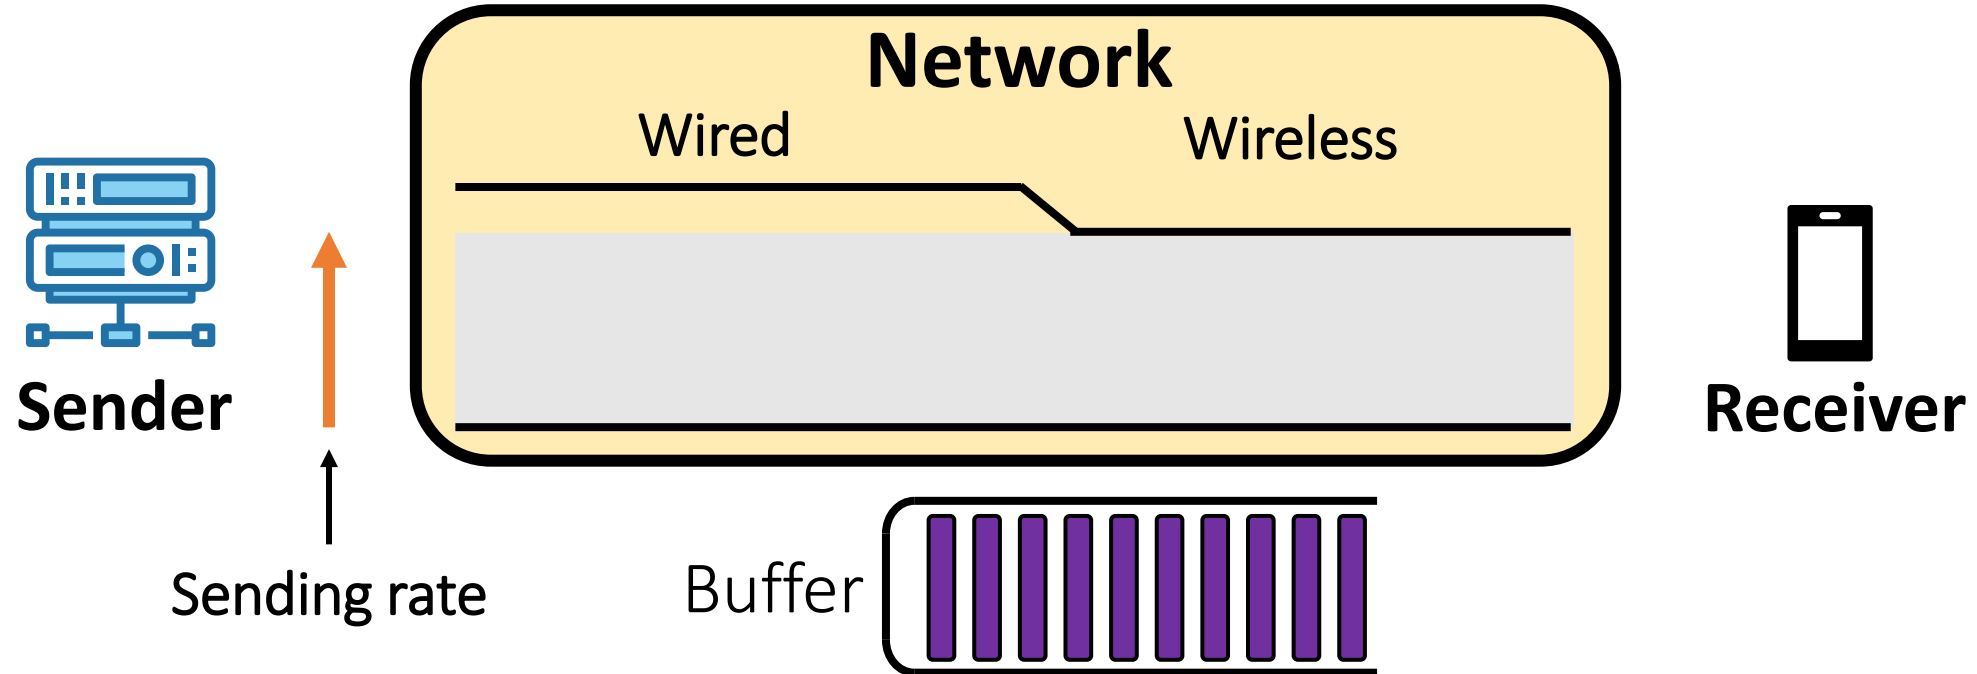 Network
Wired
Wireless
Sender
Receiver
Sending rate
Buffer